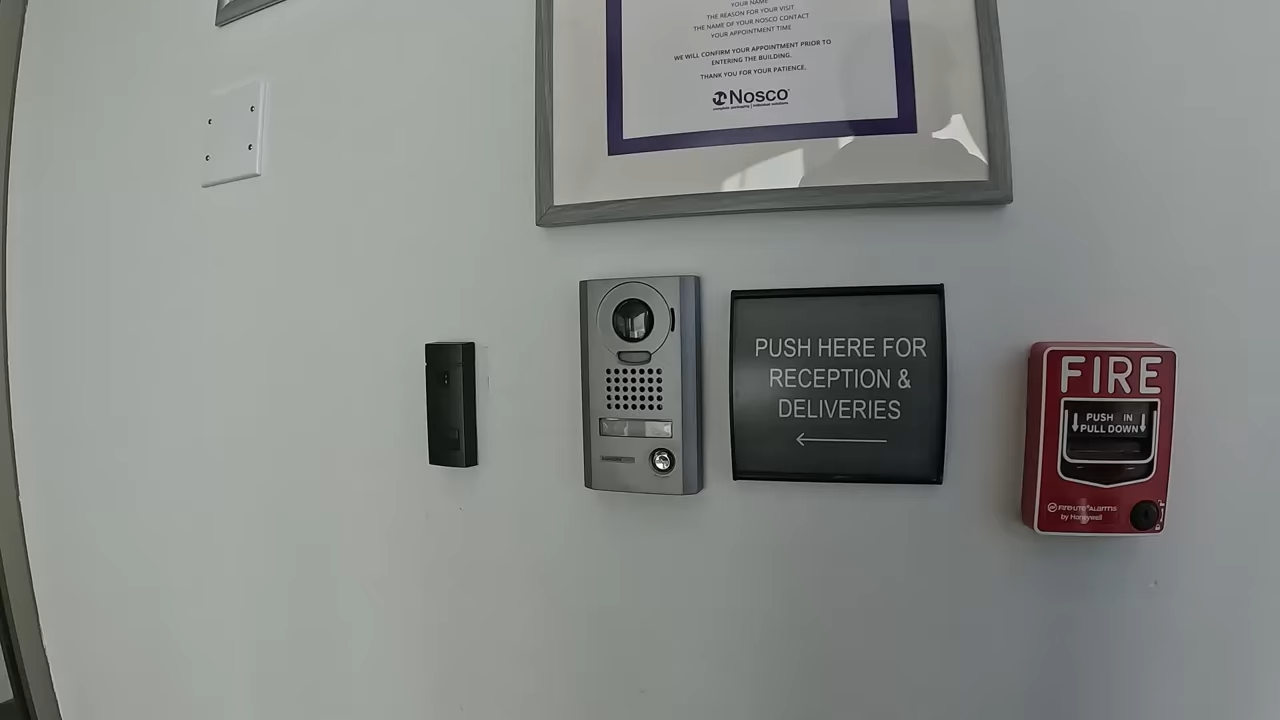 YOUR NAME
THE REASON FOR YOUR VISIT
THE NAME OF YOUR NOSCO CONTACT
YOUR APPOINTMENT TIME
WE WILL CONFIRM YOUR APPOINTMENT PRIOR TO
ENTERING THE BUILDING.
THANK YOU FOR YOUR PATIENCE,
Nosco
PUSH HERE FOR
RECEPTION &
DELIVERIES
FIRE
PUSH IN
PULL DOWN
FIRE-LITE ALARMS
by Honeywell